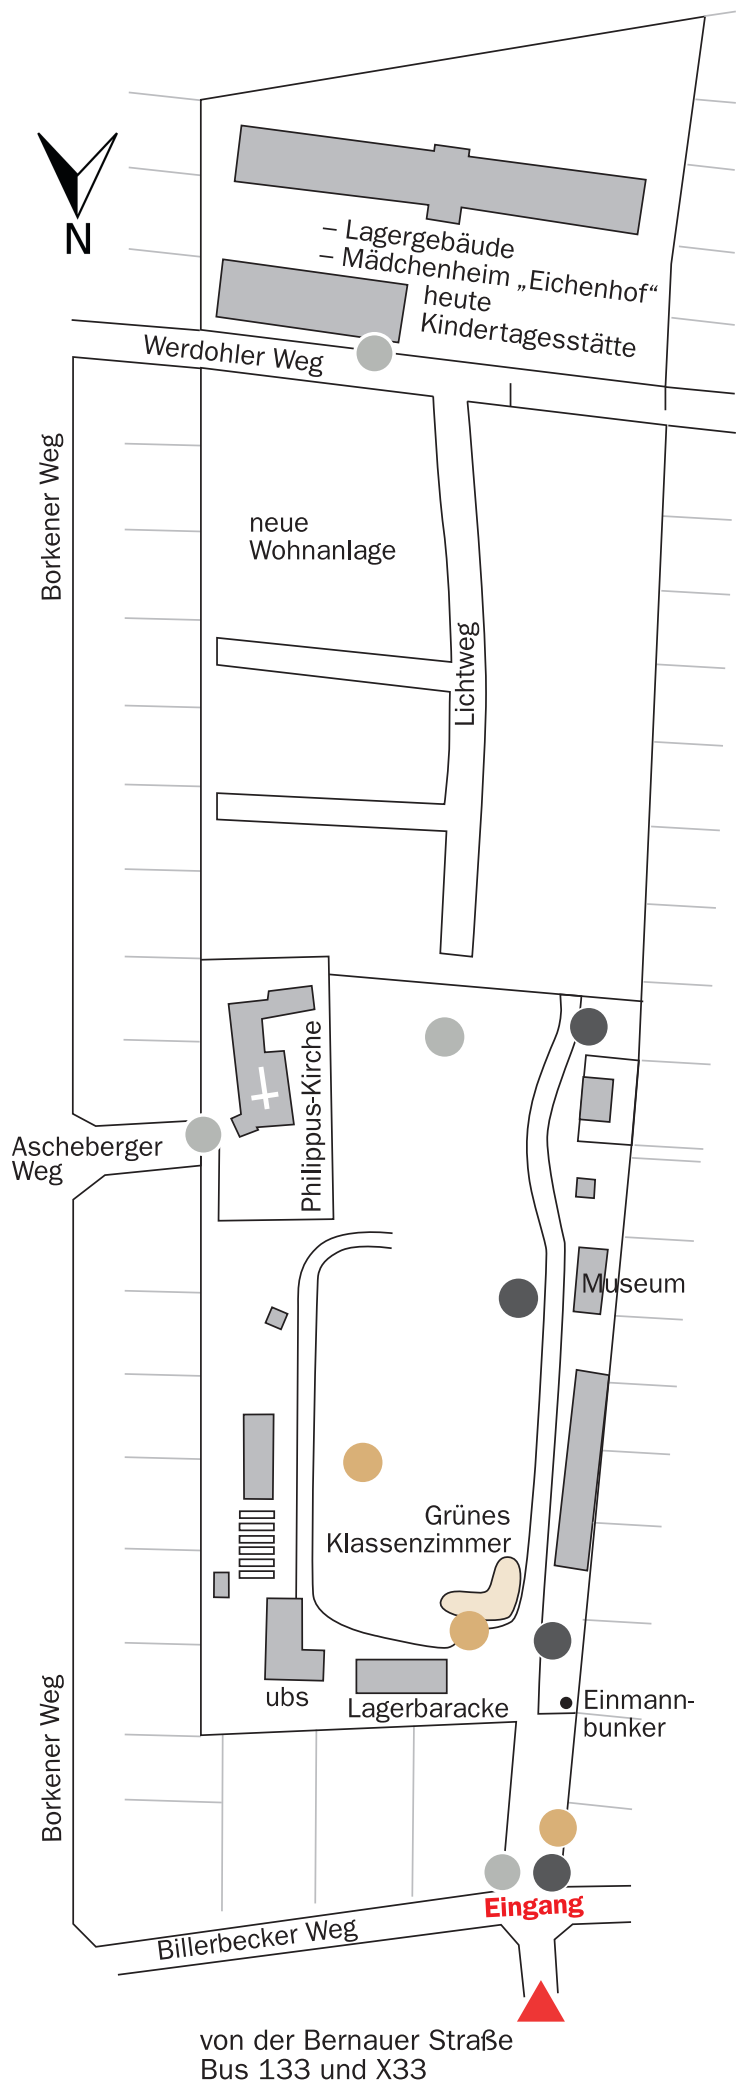 N
– Lagergebäude
– Mädchenheim „Eichenhof“
heute
Kindertagesstätte
Werdohler Weg
Borkener Weg
neue
Wohnanlage
Lichtweg
Philippus-Kirche
Ascheberger
Weg
Museum
Grünes
Klassenzimmer
ubs
Lagerbaracke
Einmann-
bunker
Borkener Weg
Eingang
Billerbecker Weg
von der Bernauer Straße
Bus 133 und X33